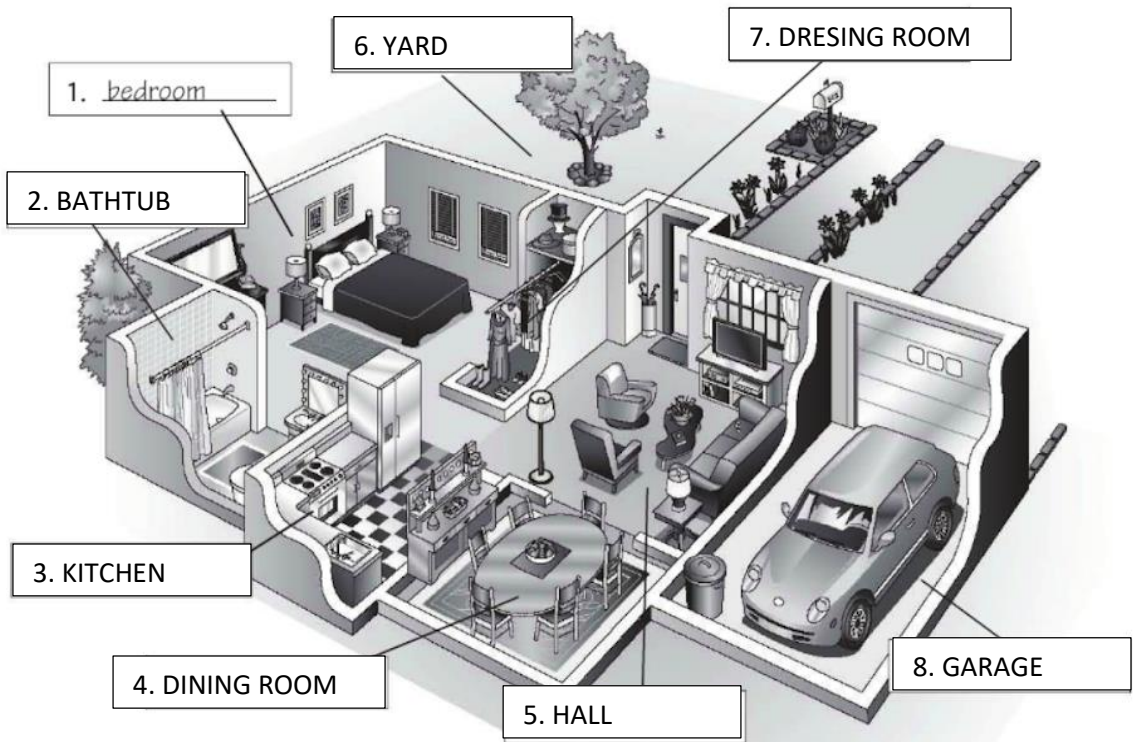 1. bedroom
2. BATHTUB
3. KITCHEN
4. DINING ROOM
5. HALL
6. YARD
7. DRESING ROOM
8. GARAGE